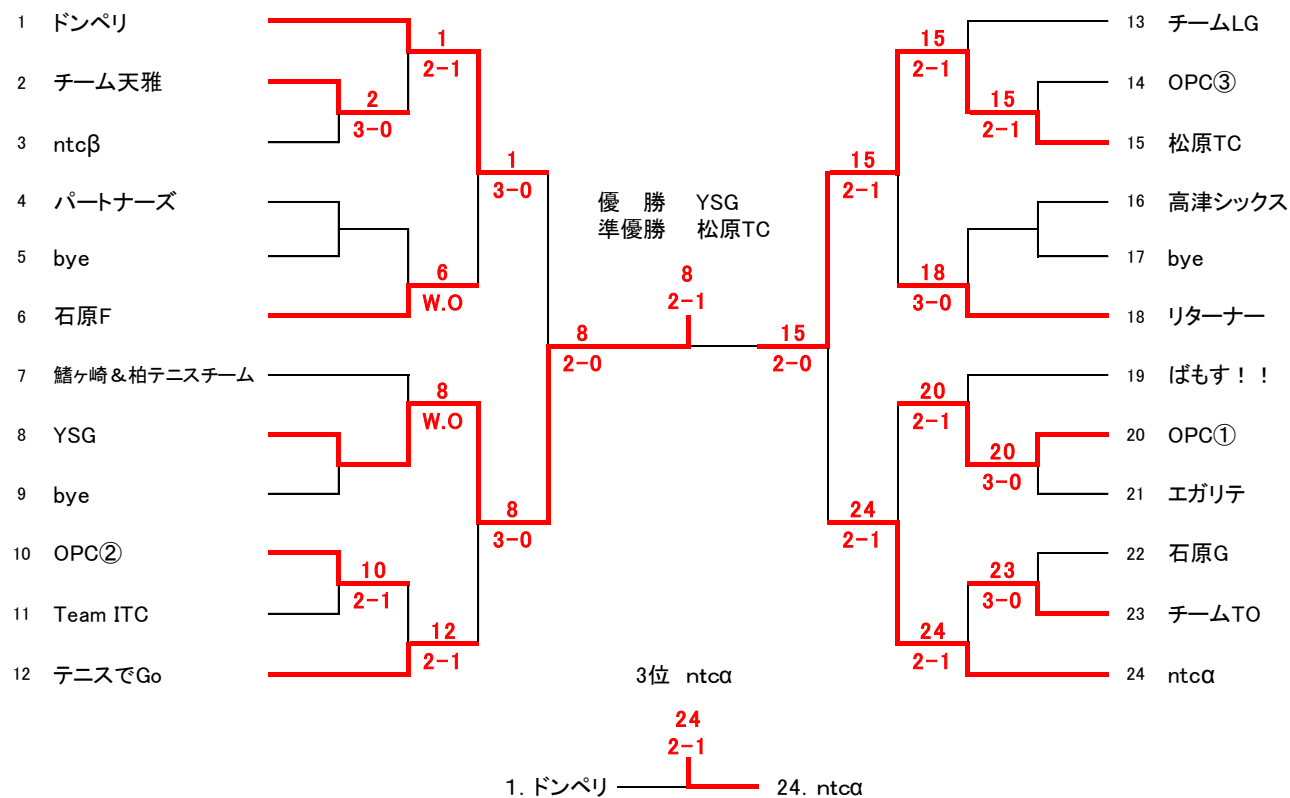 1 ドンペリ
2 チーム天雅
3 ntcβ
4 パートナーズ
5 bye
6 石原F
7 鰭ヶ崎&柏テニスチーム
8 YSG
9 bye
10 OPC②
11 Team ITC
12 テニスでGo
2
3-0
10
2-1
1
2-1
6
W.O
8
W.O
12
2-1
1
3-0
8
3-0
8
2-0
優 勝 YSG
準優勝 松原TC
8
2-1
15
2-0
15
2-1
24
2-1
15
2-1
18
3-0
20
2-1
24
2-1
15
2-1
20
3-0
23
3-0
13 チームLG
14 OPC③
15 松原TC
16 高津シックス
17 bye
18 リターナー
19 ばもす!!
20 OPC①
21 エガリテ
22 石原G
23 チームTO
24 ntcα
3位 ntcα
24
2-1
1. ドンペリ
24. ntcα